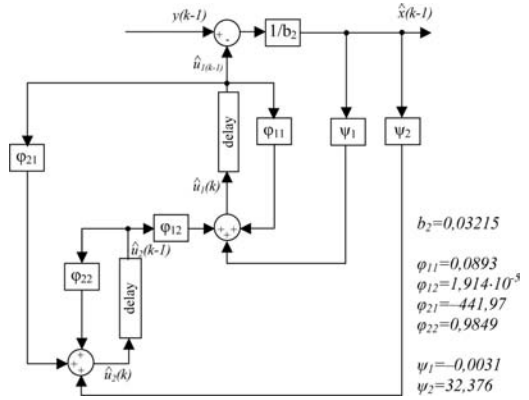 y(k-1)
x̂(k-1)
+
-
1/b₂
û₁₍ₖ₋₁₎
φ₂₁
delay
φ₁₁
ψ₁
ψ₂
û₁(k)
φ₁₂
+++
û₂(k-1)
φ₂₂
delay
+
+
+
û₂(k)
b₂=0,03215
φ₁₁=0,0893
φ₁₂=1,914·10⁻⁵
φ₂₁=–441,97
φ₂₂=0,9849
ψ₁=–0,0031
ψ₂=32,376